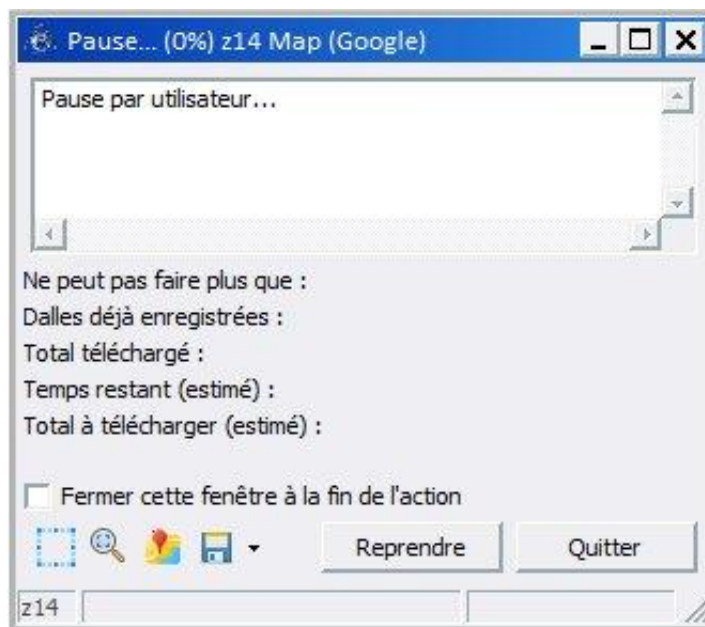 Pause... (0%) z14 Map (Google)
Pause par utilisateur...
Ne peut pas faire plus que :
Dalles déjà enregistrées :
Total téléchargé :
Temps restant (estimé) :
Total à télécharger (estimé) :
Fermer cette fenêtre à la fin de l'action
Reprendre Quitter
z14